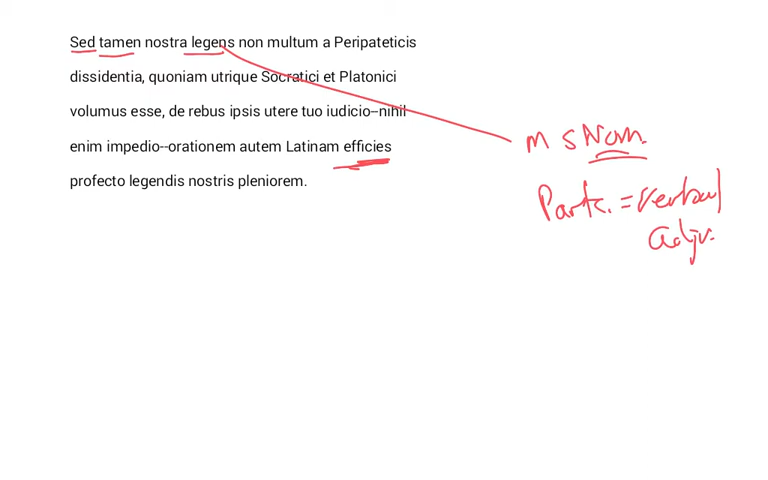 Sed tamen nostra legens non multum a Peripateticis
dissidentia, quoniam utrique Socratici et Platonici
volumus esse, de rebus ipsis utere tuo iudicio--nihil
enim impedio--orationem autem Latinam efficies
profecto legendis nostris pleniorem.
m s Nom.
Partc. = verbal
adjv.